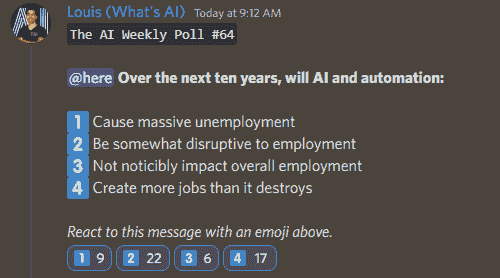 Louis (What's AI) Today at 9:12 AM
The AI Weekly Poll #64
@here Over the next ten years, will AI and automation:
1 Cause massive unemployment
2 Be somewhat disruptive to employment
3 Not noticibly impact overall employment
4 Create more jobs than it destroys
React to this message with an emoji above.
1 9 2 22 3 6 4 17